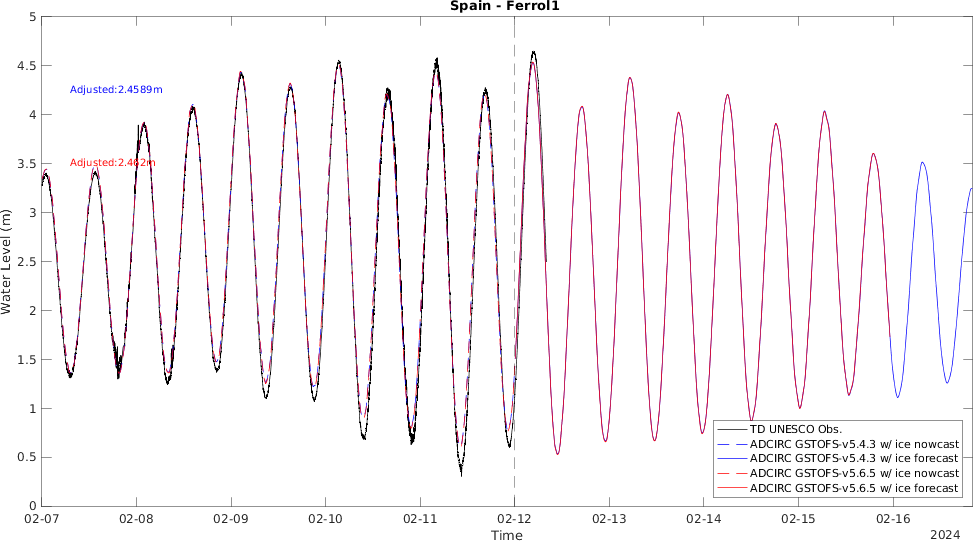 Spain - Ferrol1
5
4.5
4
3.5
3
2.5
2
1.5
1
0.5
0
Water Level (m)
Adjusted:2.4589m
Adjusted:2.462m
TD UNESCO Obs.
ADCIRC GSTOFS-v5.4.3 w/ ice nowcast
ADCIRC GSTOFS-v5.4.3 w/ ice forecast
ADCIRC GSTOFS-v5.6.5 w/ ice nowcast
ADCIRC GSTOFS-v5.6.5 w/ ice forecast
02-07 02-08 02-09 02-10 02-11 02-12 02-13 02-14 02-15 02-16
Time
2024